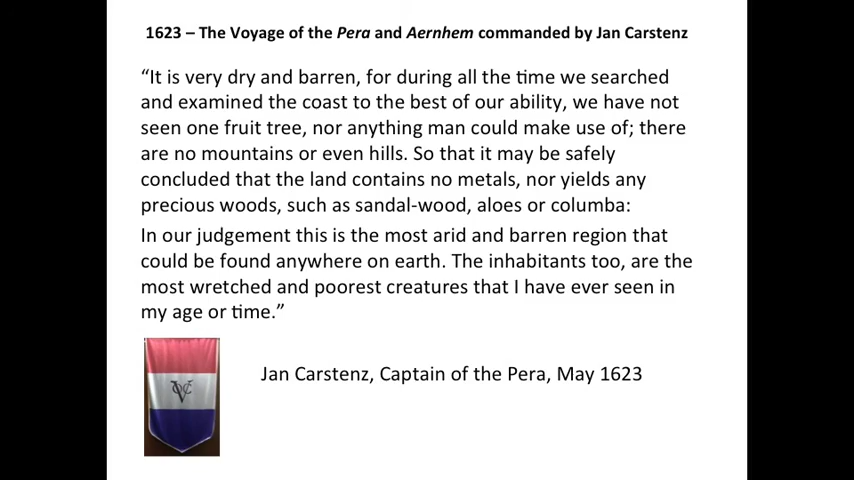 1623 – The Voyage of the Pera and Aernhem commanded by Jan Carstenz
“It is very dry and barren, for during all the time we searched
and examined the coast to the best of our ability, we have not
seen one fruit tree, nor anything man could make use of; there
are no mountains or even hills. So that it may be safely
concluded that the land contains no metals, nor yields any
precious woods, such as sandal-wood, aloes or columba:
In our judgement this is the most arid and barren region that
could be found anywhere on earth. The inhabitants too, are the
most wretched and poorest creatures that I have ever seen in
my age or time.”
VOC
Jan Carstenz, Captain of the Pera, May 1623